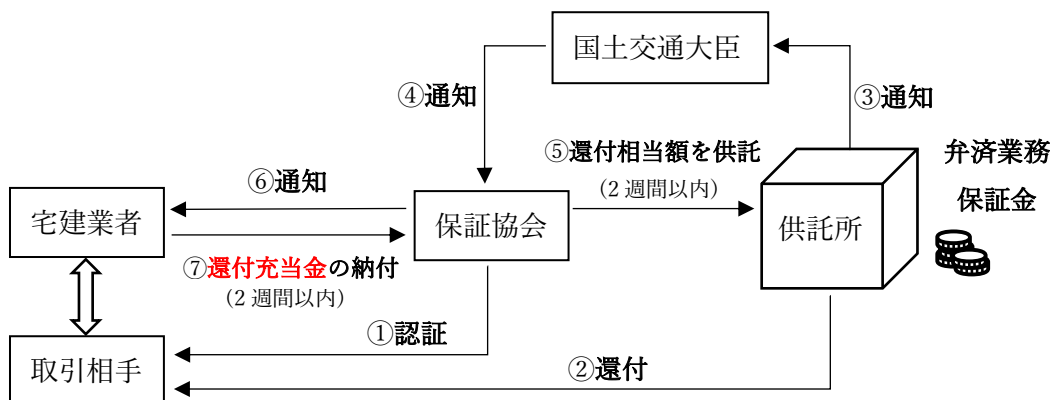 国土交通大臣
④通知
③通知
⑤還付相当額を供託
(2 週間以内)
弁済業務
保証金
⑥通知
宅建業者
保証協会
供託所
⑦還付充当金の納付
(2 週間以内)
①認証
取引相手
②還付